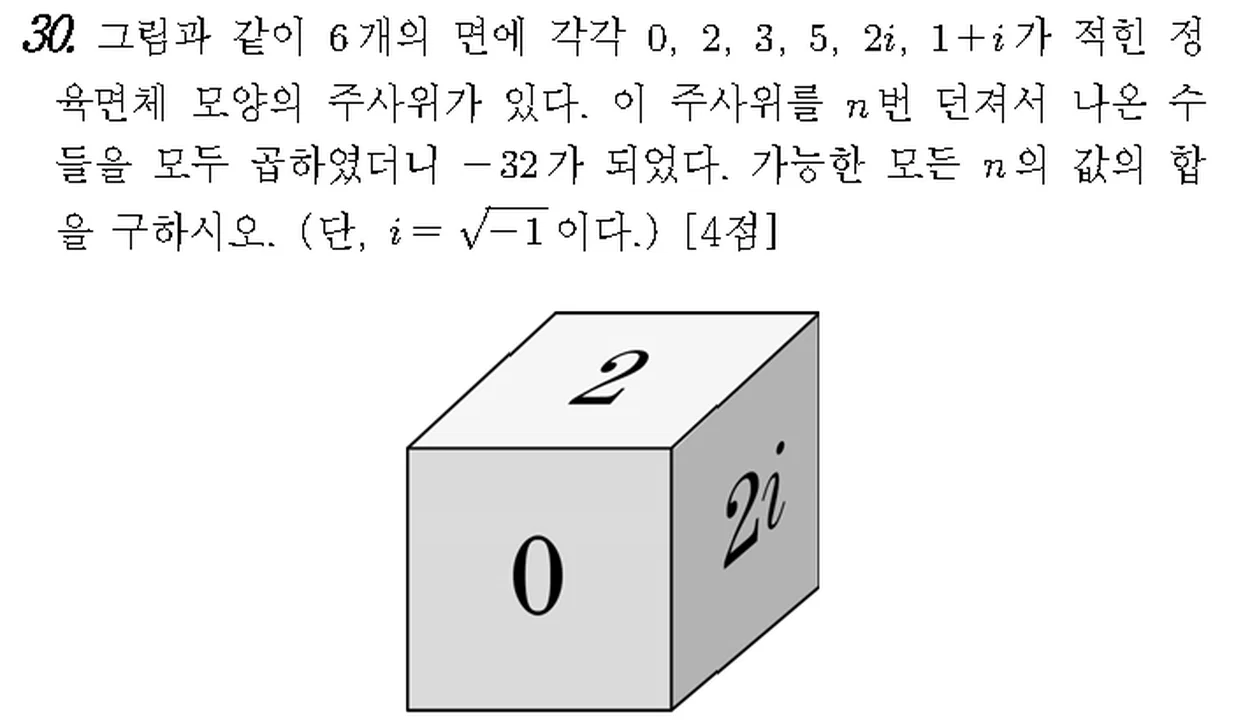 30. 그림과 같이 6개의 면에 각각 0, 2, 3, 5, 2i, 1+i가 적힌 정
육면체 모양의 주사위가 있다. 이 주사위를 n번 던져서 나온 수
들을 모두 곱하였더니 −32가 되었다. 가능한 모든 n의 값의 합
을 구하시오. (단, i = √−1 이다.) [4점]
2
2i
0